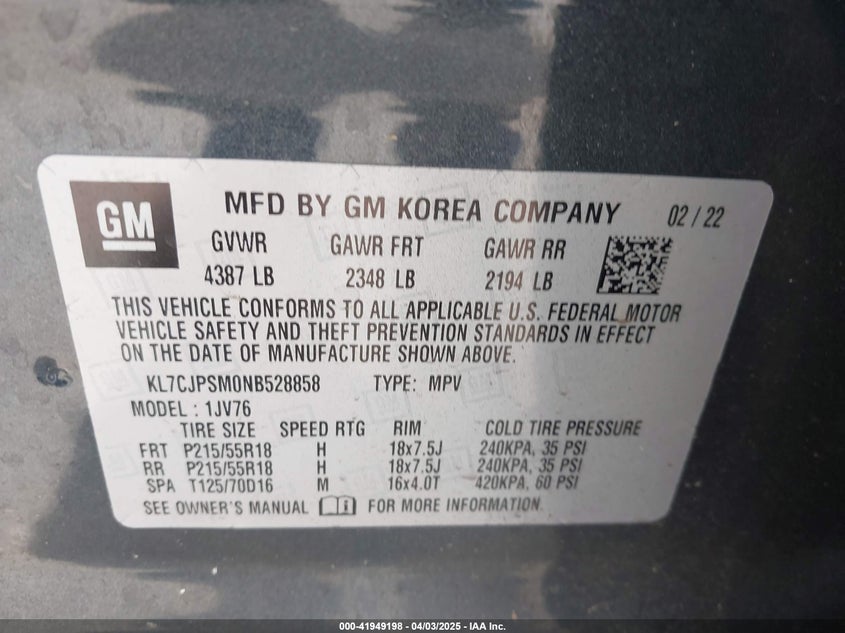 GM
MFD BY GM KOREA COMPANY 02 / 22
GVWR GAWR FRT GAWR RR
4387 LB 2348 LB 2194 LB
THIS VEHICLE CONFORMS TO ALL APPLICABLE U.S. FEDERAL MOTOR
VEHICLE SAFETY AND THEFT PREVENTION STANDARDS IN EFFECT
ON THE DATE OF MANUFACTURE SHOWN ABOVE.
KL7CJPSM0NB528858 TYPE: MPV
MODEL : 1JV76
TIRE SIZE SPEED RTG RIM COLD TIRE PRESSURE
FRT P215/55R18 H 18x7.5J 240KPA, 35 PSI
RR P215/55R18 H 18x7.5J 240KPA, 35 PSI
SPA T125/70D16 M 16x4.0T 420KPA, 60 PSI
SEE OWNER'S MANUAL FOR MORE INFORMATION.
000-41949198 - 04/03/2025 - IAA Inc.